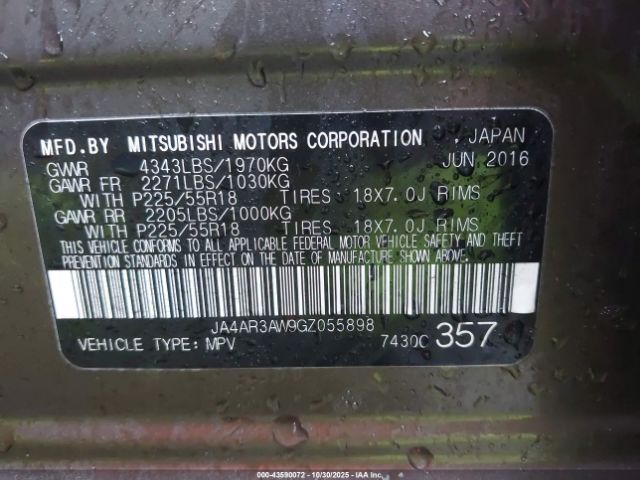 MFD.BY MITSUBISHI MOTORS CORPORATION , JAPAN
GVWR 4343LBS/1970KG JUN 2016
GAWR FR 2271LBS/1030KG
WITH P225/55R18 TIRES 18X7.0J RIMS
GAWR RR 2205LBS/1000KG
WITH P225/55R18 TIRES 18X7.0J RIMS
THIS VEHICLE CONFORMS TO ALL APPLICABLE FEDERAL MOTOR VEHICLE SAFETY AND THEFT
PREVENTION STANDARDS IN EFFECT ON THE DATE OF MANUFACTURE SHOWN ABOVE.
JA4AR3AW9GZ055898
VEHICLE TYPE: MPV 7430C 357
000-43590072 - 10/30/2025 - IAA Inc.